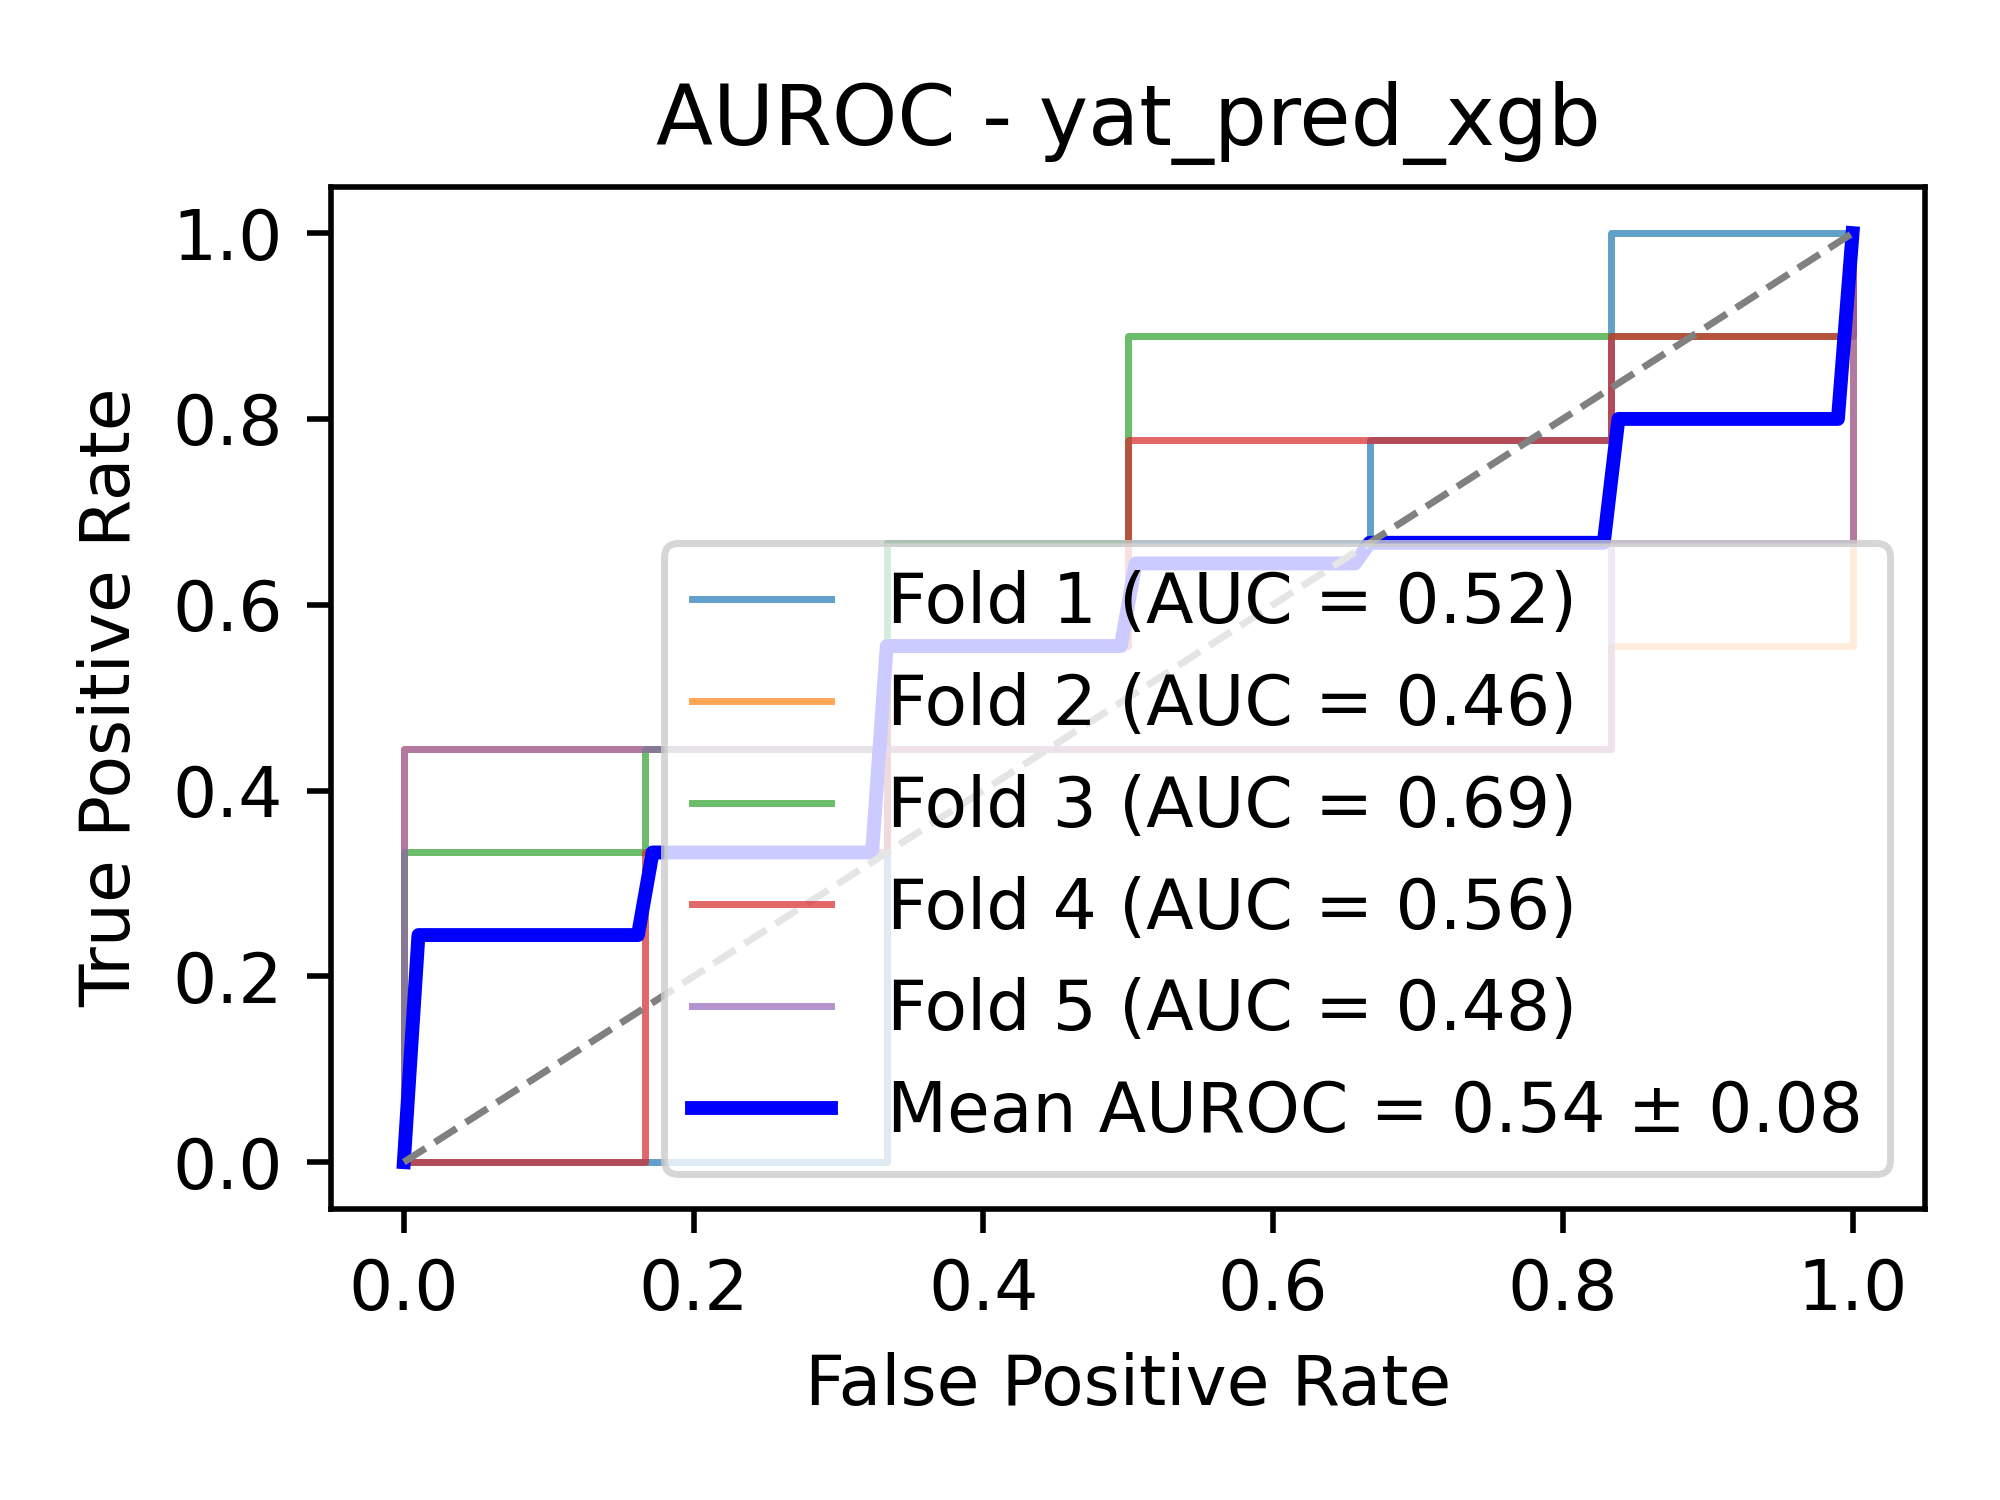 AUROC - yat_pred_xgb
True Positive Rate
1.0
0.8
0.6
0.4
0.2
0.0
Fold 1 (AUC = 0.52)
Fold 2 (AUC = 0.46)
Fold 3 (AUC = 0.69)
Fold 4 (AUC = 0.56)
Fold 5 (AUC = 0.48)
Mean AUROC = 0.54 ± 0.08
0.0 0.2 0.4 0.6 0.8 1.0
False Positive Rate